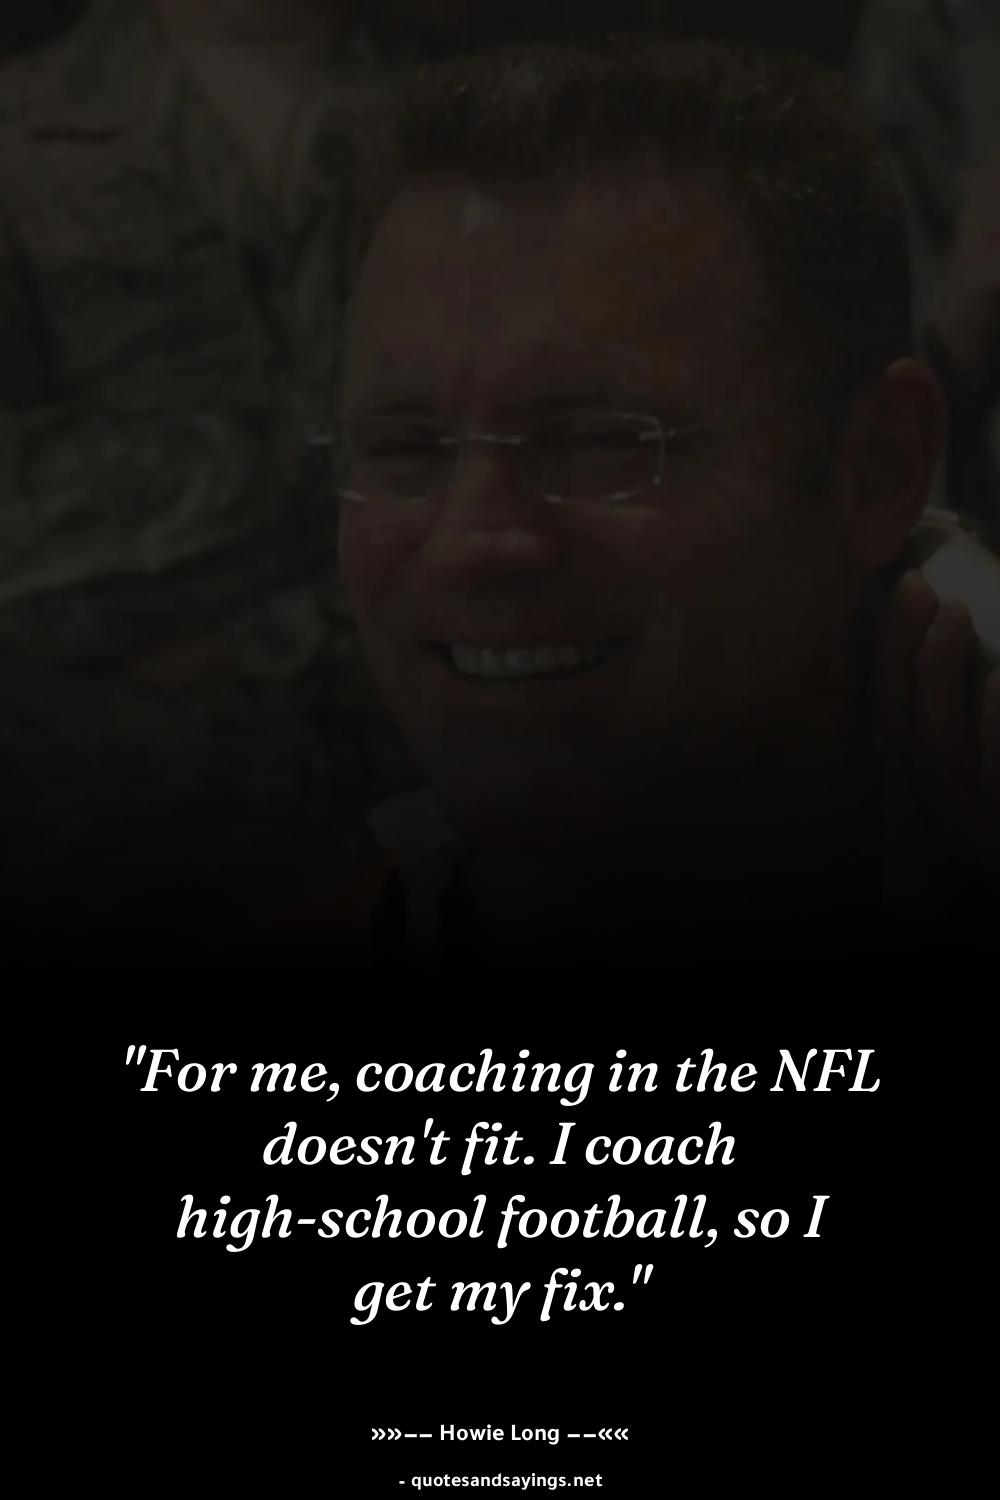 "For me, coaching in the NFL
doesn't fit. I coach
high-school football, so I
get my fix."
»»–– Howie Long ––««
- quotesandsayings.net